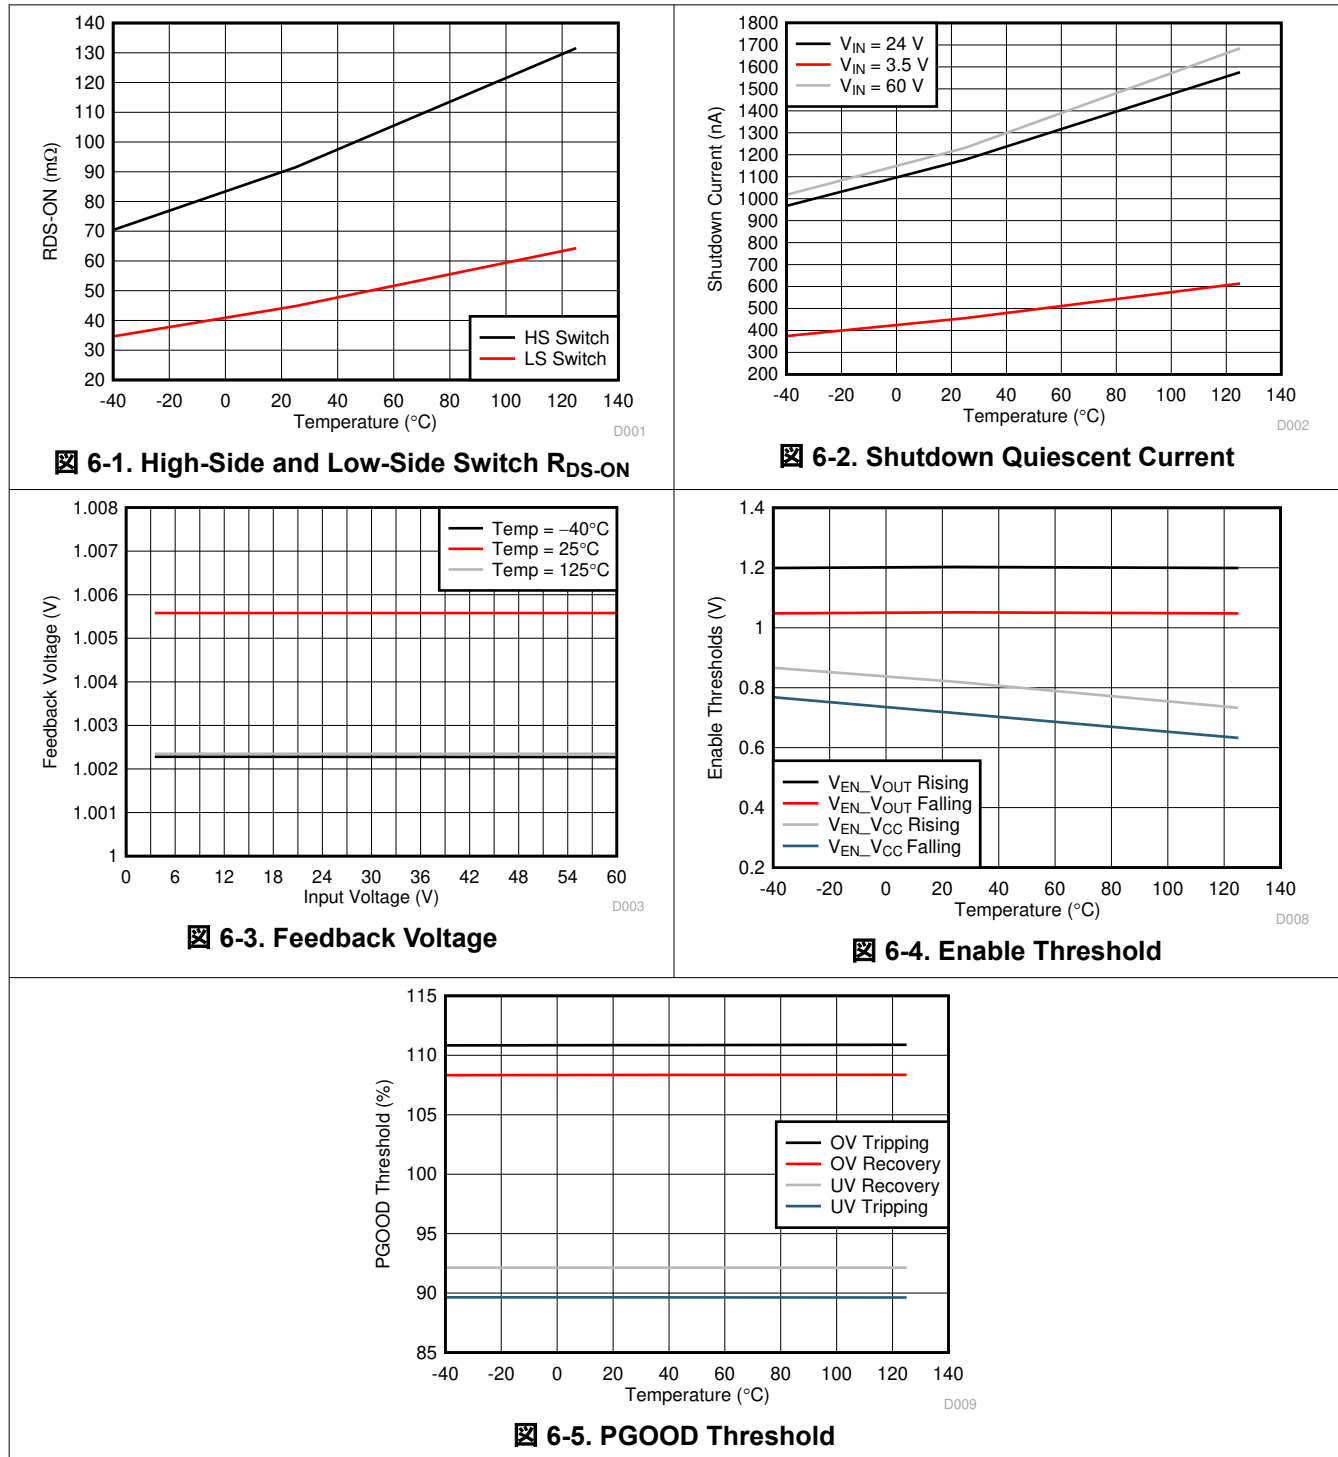 140
130
120
110
100
90
80
70
60
50
40
30
20
RDS-ON (mΩ)
HS Switch
LS Switch
-40 -20 0 20 40 60 80 100 120 140
Temperature (°C)
D001
図 6-1. High-Side and Low-Side Switch RDS-ON
1800
1700
1600
1500
1400
1300
1200
1100
1000
900
800
700
600
500
400
300
200
Shutdown Current (nA)
VIN = 24 V
VIN = 3.5 V
VIN = 60 V
-40 -20 0 20 40 60 80 100 120 140
Temperature (°C)
D002
図 6-2. Shutdown Quiescent Current
1.008
1.007
1.006
1.005
1.004
1.003
1.002
1.001
1
Feedback Voltage (V)
Temp = –40°C
Temp = 25°C
Temp = 125°C
0 6 12 18 24 30 36 42 48 54 60
Input Voltage (V)
D003
図 6-3. Feedback Voltage
1.4
1.2
1
0.8
0.6
0.4
0.2
Enable Thresholds (V)
VEN_VOUT Rising
VEN_VOUT Falling
VEN_VCC Rising
VEN_VCC Falling
-40 -20 0 20 40 60 80 100 120 140
Temperature (°C)
D008
図 6-4. Enable Threshold
115
110
105
100
95
90
85
PGOOD Threshold (%)
OV Tripping
OV Recovery
UV Recovery
UV Tripping
-40 -20 0 20 40 60 80 100 120 140
Temperature (°C)
D009
図 6-5. PGOOD Threshold